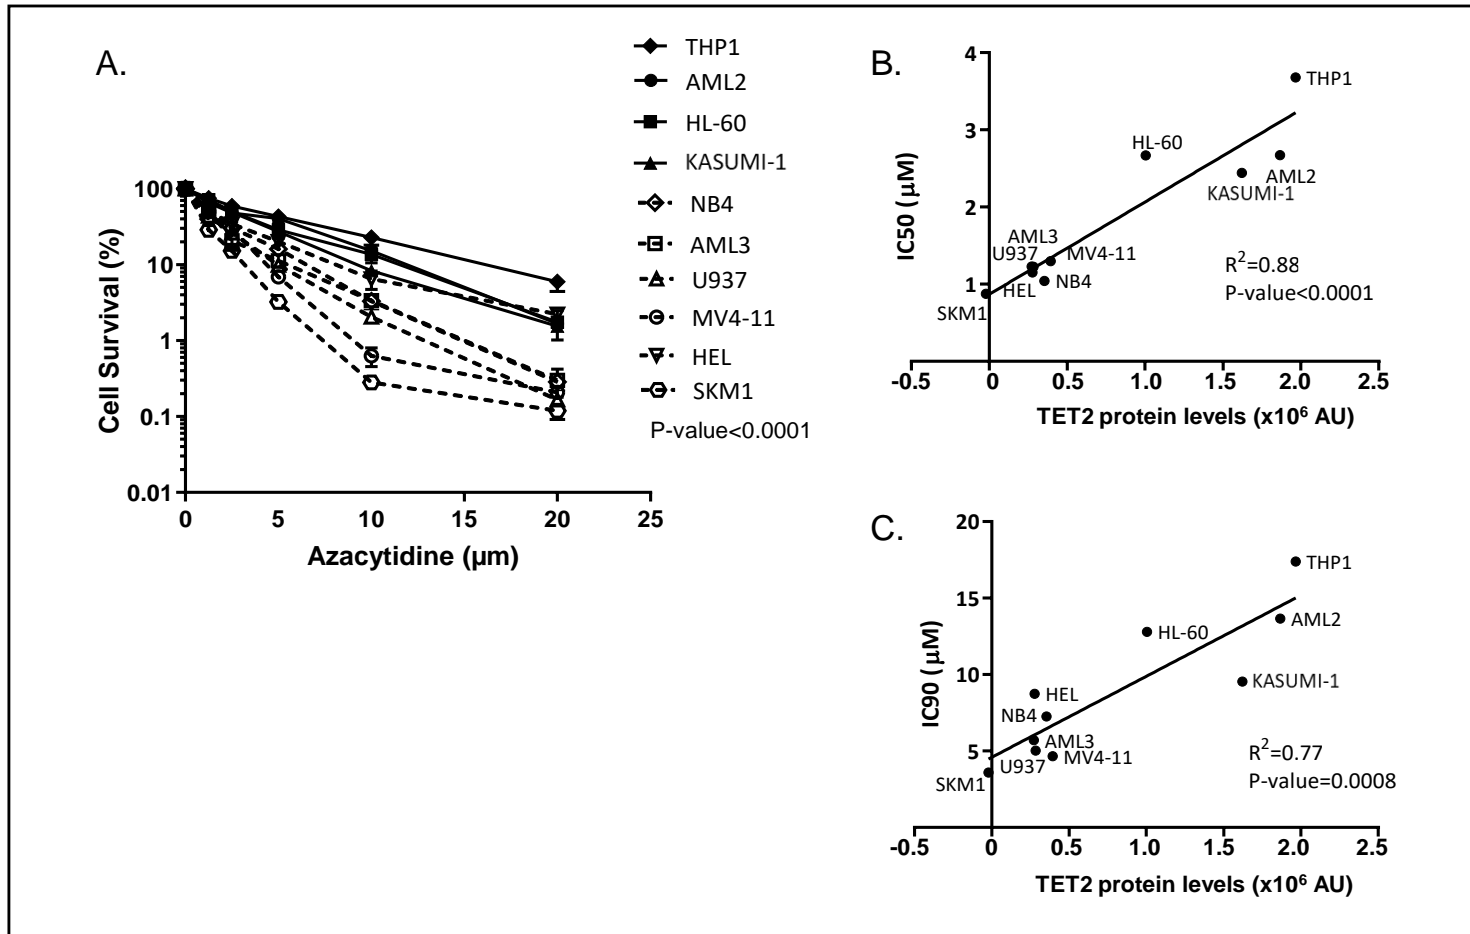 A.
THP1
AML2
HL-60
KASUMI-1
NB4
AML3
U937
MV4-11
HEL
SKM1
P-value<0.0001
Cell Survival (%)
100
10
1
0.1
0.01
0 5 10 15 20 25
Azacytidine (µm)
B.
IC50 (µM)
4
3
2
1
THP1
HL-60
AML2
KASUMI-1
AML3
U937 MV4-11
HEL NB4
SKM1
R²=0.88
P-value<0.0001
-0.5 0 0.5 1.0 1.5 2.0 2.5
TET2 protein levels (x10⁶ AU)
C.
IC90 (µM)
20
15
10
5
THP1
AML2
HL-60
KASUMI-1
HEL
NB4
AML3
U937 MV4-11
SKM1
R²=0.77
P-value=0.0008
-0.5 0 0.5 1.0 1.5 2.0 2.5
TET2 protein levels (x10⁶ AU)